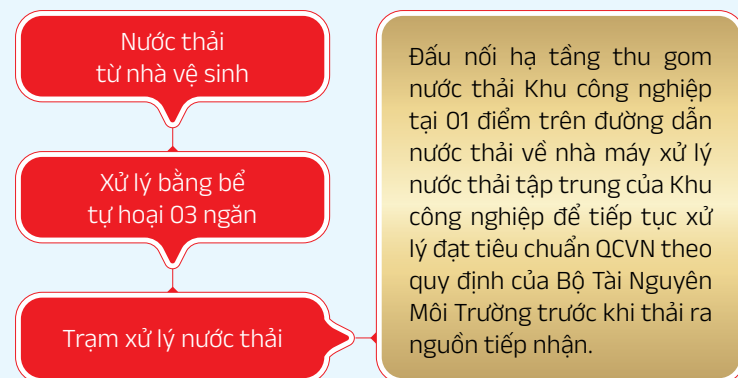 Nước thải
từ nhà vệ sinh
Xử lý bằng bể
tự hoại 03 ngăn
Trạm xử lý nước thải
Đấu nối hạ tầng thu gom
nước thải Khu công nghiệp
tại 01 điểm trên đường dẫn
nước thải về nhà máy xử lý
nước thải tập trung của Khu
công nghiệp để tiếp tục xử
lý đạt tiêu chuẩn QCVN theo
quy định của Bộ Tài Nguyên
Môi Trường trước khi thải ra
nguồn tiếp nhận.